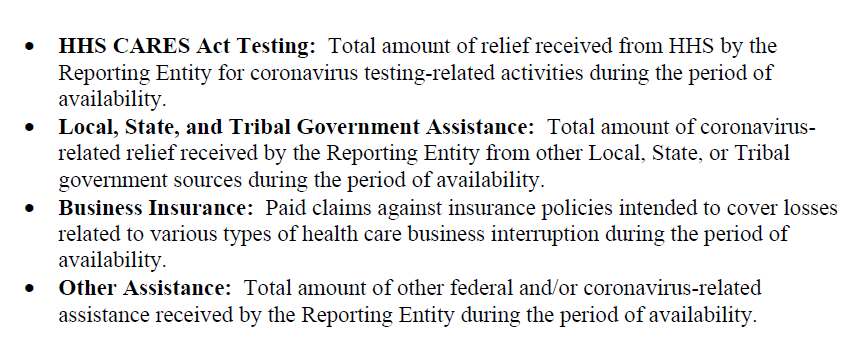 • HHS CARES Act Testing:  Total amount of relief received from HHS by the
Reporting Entity for coronavirus testing-related activities during the period of
availability.
• Local, State, and Tribal Government Assistance:  Total amount of coronavirus-
related relief received by the Reporting Entity from other Local, State, or Tribal
government sources during the period of availability.
• Business Insurance:  Paid claims against insurance policies intended to cover losses
related to various types of health care business interruption during the period of
availability.
• Other Assistance:  Total amount of other federal and/or coronavirus-related
assistance received by the Reporting Entity during the period of availability.